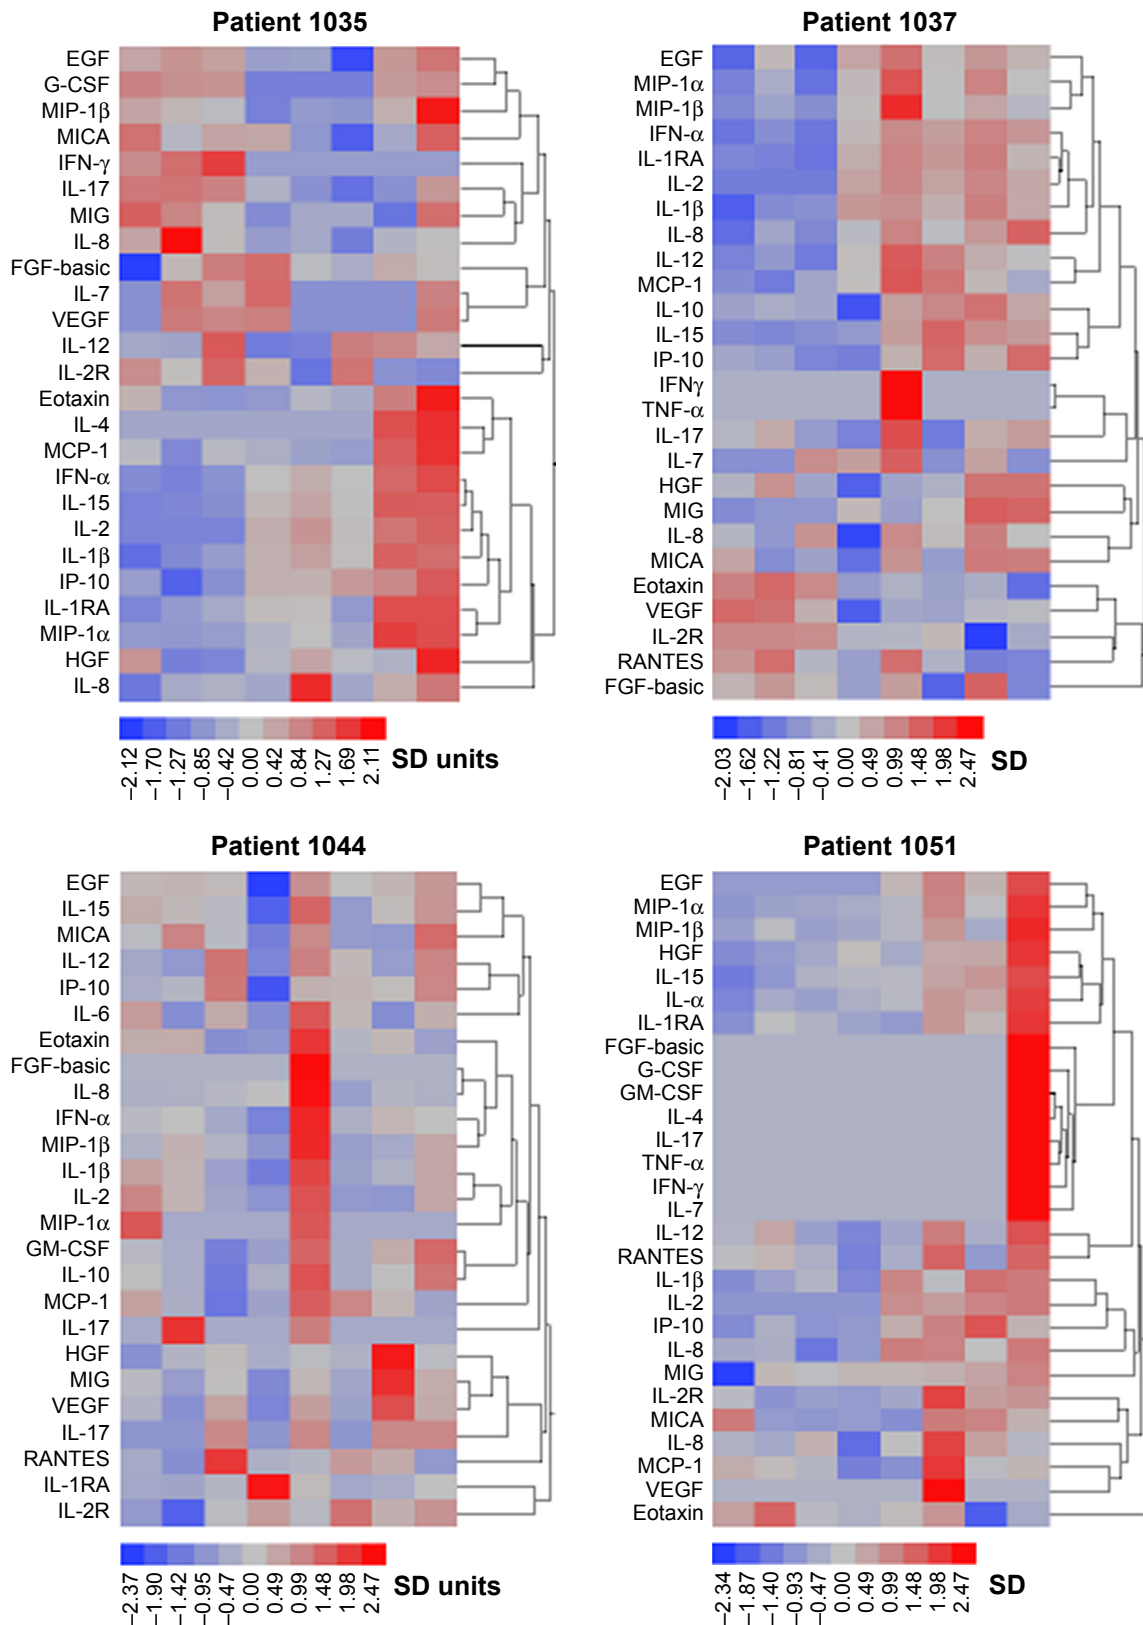 Patient 1035
EGF
G-CSF
MIP-1β
MICA
IFN-γ
IL-17
MIG
IL-8
FGF-basic
IL-7
VEGF
IL-12
IL-2R
Eotaxin
IL-4
MCP-1
IFN-α
IL-15
IL-2
IL-1β
IP-10
IL-1RA
MIP-1α
HGF
IL-8
−2.12
−1.70
−1.27
−0.85
−0.42
0.00
0.42
0.84
1.27
1.69
2.11
SD units
Patient 1037
EGF
MIP-1α
MIP-1β
IFN-α
IL-1RA
IL-2
IL-1β
IL-8
IL-12
MCP-1
IL-10
IL-15
IP-10
IFNγ
TNF-α
IL-17
IL-7
HGF
MIG
IL-8
MICA
Eotaxin
VEGF
IL-2R
RANTES
FGF-basic
−2.03
−1.62
−1.22
−0.81
−0.41
0.00
0.49
0.99
1.48
1.98
2.47
SD
Patient 1044
EGF
IL-15
MICA
IL-12
IP-10
IL-6
Eotaxin
FGF-basic
IL-8
IFN-α
MIP-1β
IL-1β
IL-2
MIP-1α
GM-CSF
IL-10
MCP-1
IL-17
HGF
MIG
VEGF
IL-17
RANTES
IL-1RA
IL-2R
−2.37
−1.90
−1.42
−0.95
−0.47
0.00
0.49
0.99
1.48
1.98
2.47
SD units
Patient 1051
EGF
MIP-1α
MIP-1β
HGF
IL-15
IL-α
IL-1RA
FGF-basic
G-CSF
GM-CSF
IL-4
IL-17
TNF-α
IFN-γ
IL-7
IL-12
RANTES
IL-1β
IL-2
IP-10
IL-8
MIG
IL-2R
MICA
IL-8
MCP-1
VEGF
Eotaxin
−2.34
−1.87
−1.40
−0.93
−0.47
0.00
0.49
0.99
1.48
1.98
2.47
SD